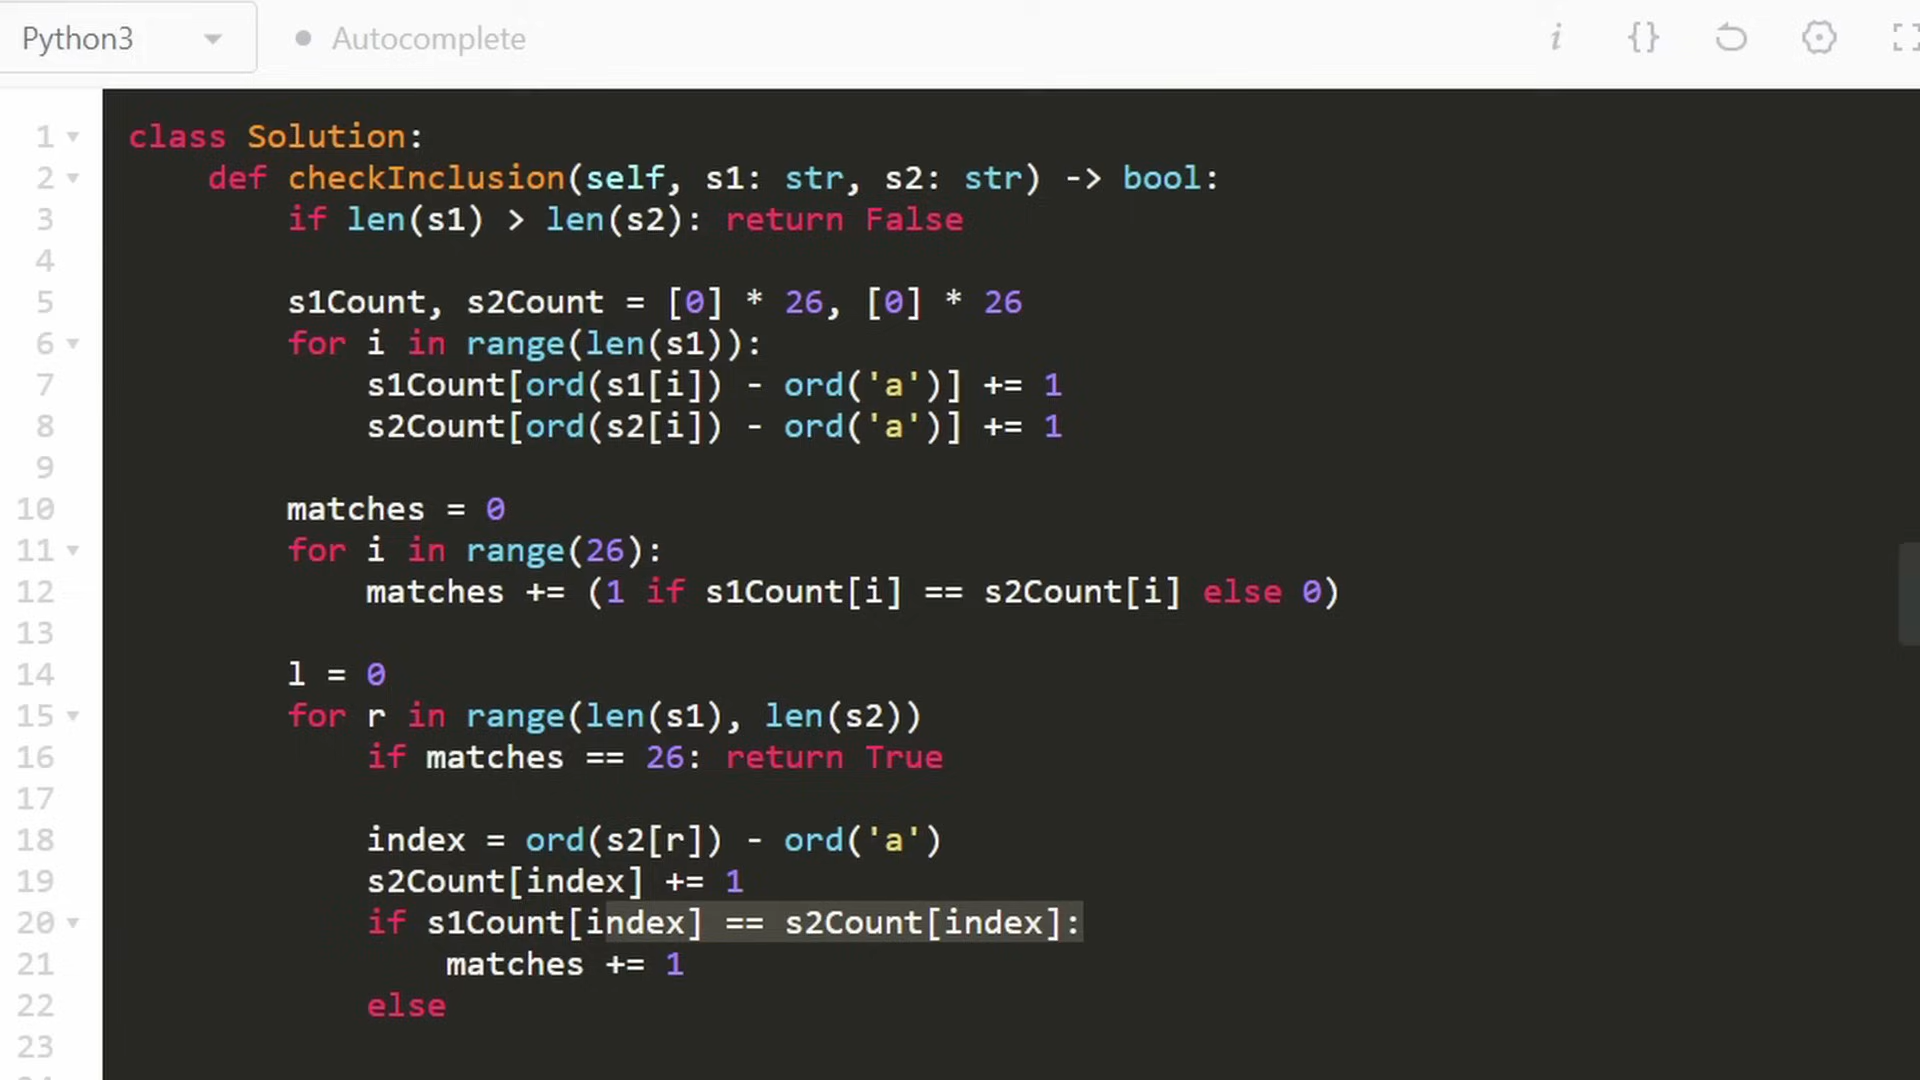 Python3
Autocomplete
i {}
1 class Solution:
2 def checkInclusion(self, s1: str, s2: str) -> bool:
3 if len(s1) > len(s2): return False
4
5 s1Count, s2Count = [0] * 26, [0] * 26
6 for i in range(len(s1)):
7 s1Count[ord(s1[i]) - ord('a')] += 1
8 s2Count[ord(s2[i]) - ord('a')] += 1
9
10 matches = 0
11 for i in range(26):
12 matches += (1 if s1Count[i] == s2Count[i] else 0)
13
14 l = 0
15 for r in range(len(s1), len(s2))
16 if matches == 26: return True
17
18 index = ord(s2[r]) - ord('a')
19 s2Count[index] += 1
20 if s1Count[index] == s2Count[index]:
21 matches += 1
22 else
23